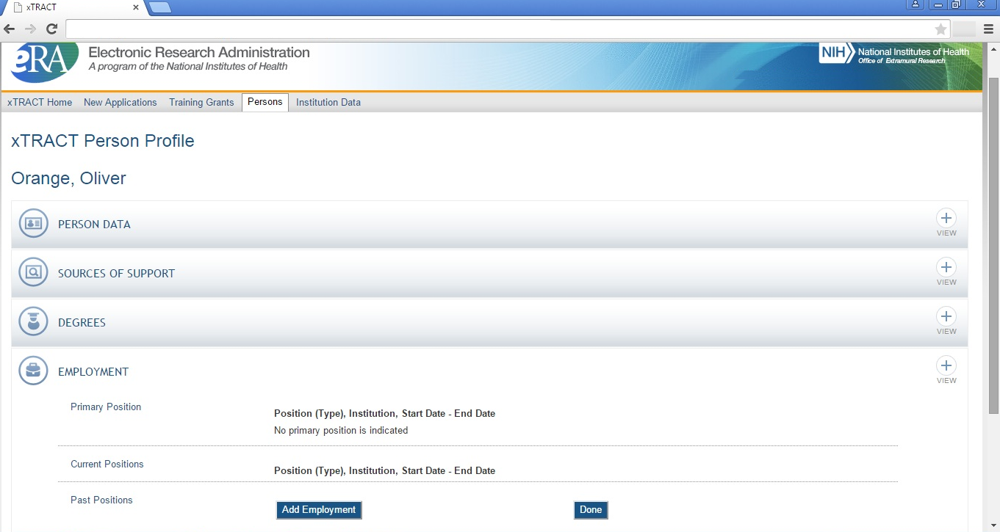 xTRACT
eRA
Electronic Research Administration
A program of the National Institutes of Health
NIH
National Institutes of Health
Office of Extramural Research
xTRACT Home New Applications Training Grants Persons Institution Data
xTRACT Person Profile
Orange, Oliver
PERSON DATA
VIEW
SOURCES OF SUPPORT
VIEW
DEGREES
VIEW
EMPLOYMENT
VIEW
Primary Position
Position (Type), Institution, Start Date - End Date
No primary position is indicated
Current Positions
Position (Type), Institution, Start Date - End Date
Past Positions
Add Employment Done